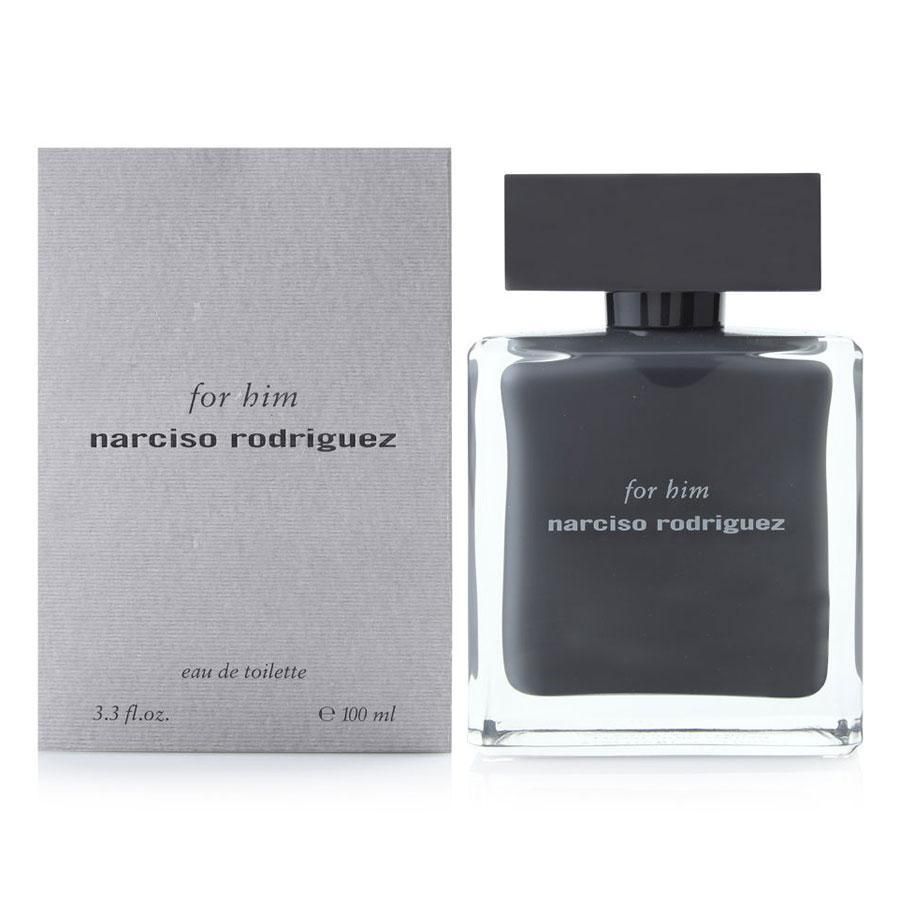 for him
narciso rodriguez
eau de toilette
3.3 fl.oz. ℮ 100 ml
for him
narciso rodriguez